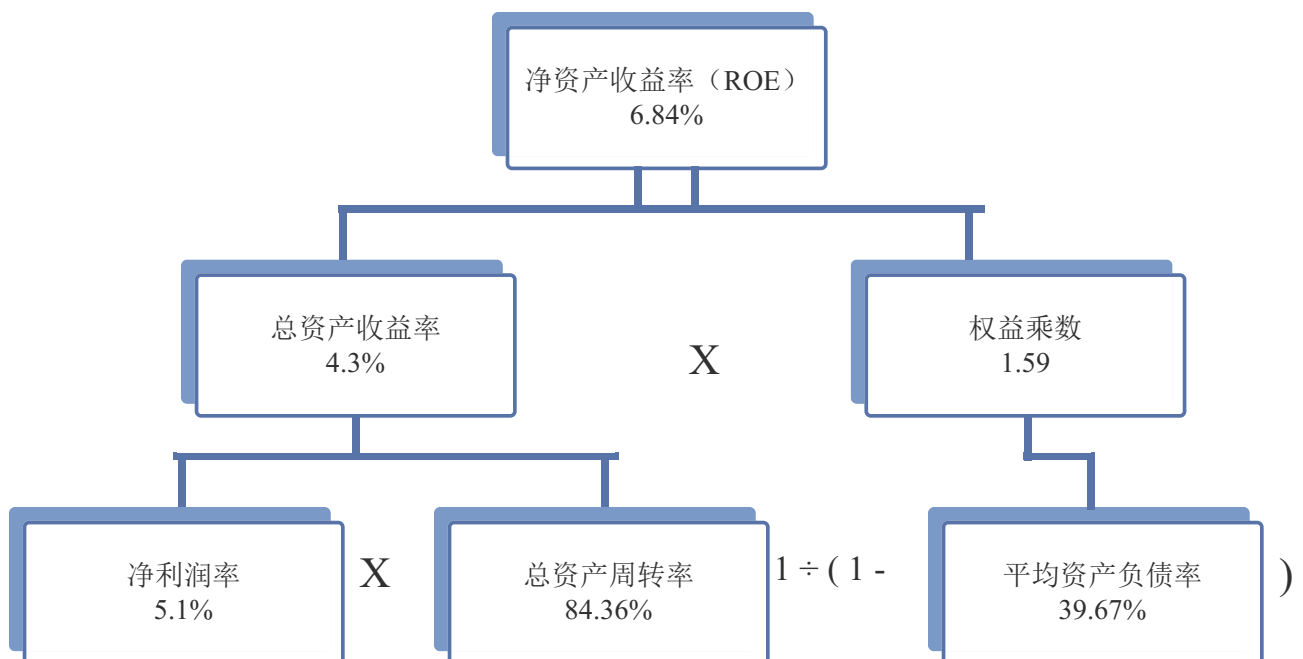 净资产收益率（ROE）
6.84%
总资产收益率
4.3%
X
权益乘数
1.59
净利润率
5.1%
X
总资产周转率
84.36%
1 ÷ ( 1 -
平均资产负债率
39.67%
)